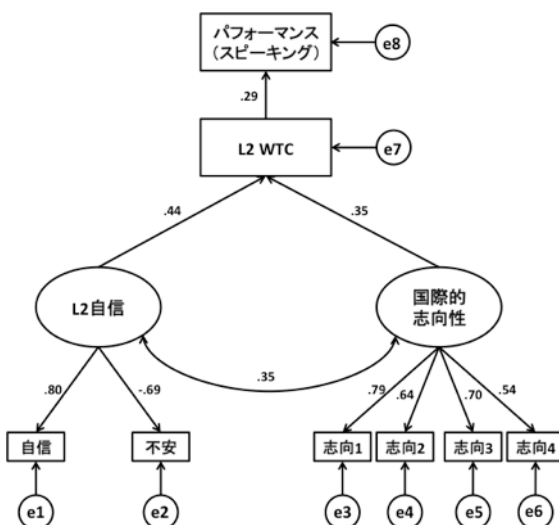 パフォーマンス
（スピーキング）
e8
.29
L2 WTC
e7
.44
.35
L2自信
国際的
志向性
.35
.80
-.69
.79
.64
.70
.54
自信
不安
志向1
志向2
志向3
志向4
e1
e2
e3
e4
e5
e6